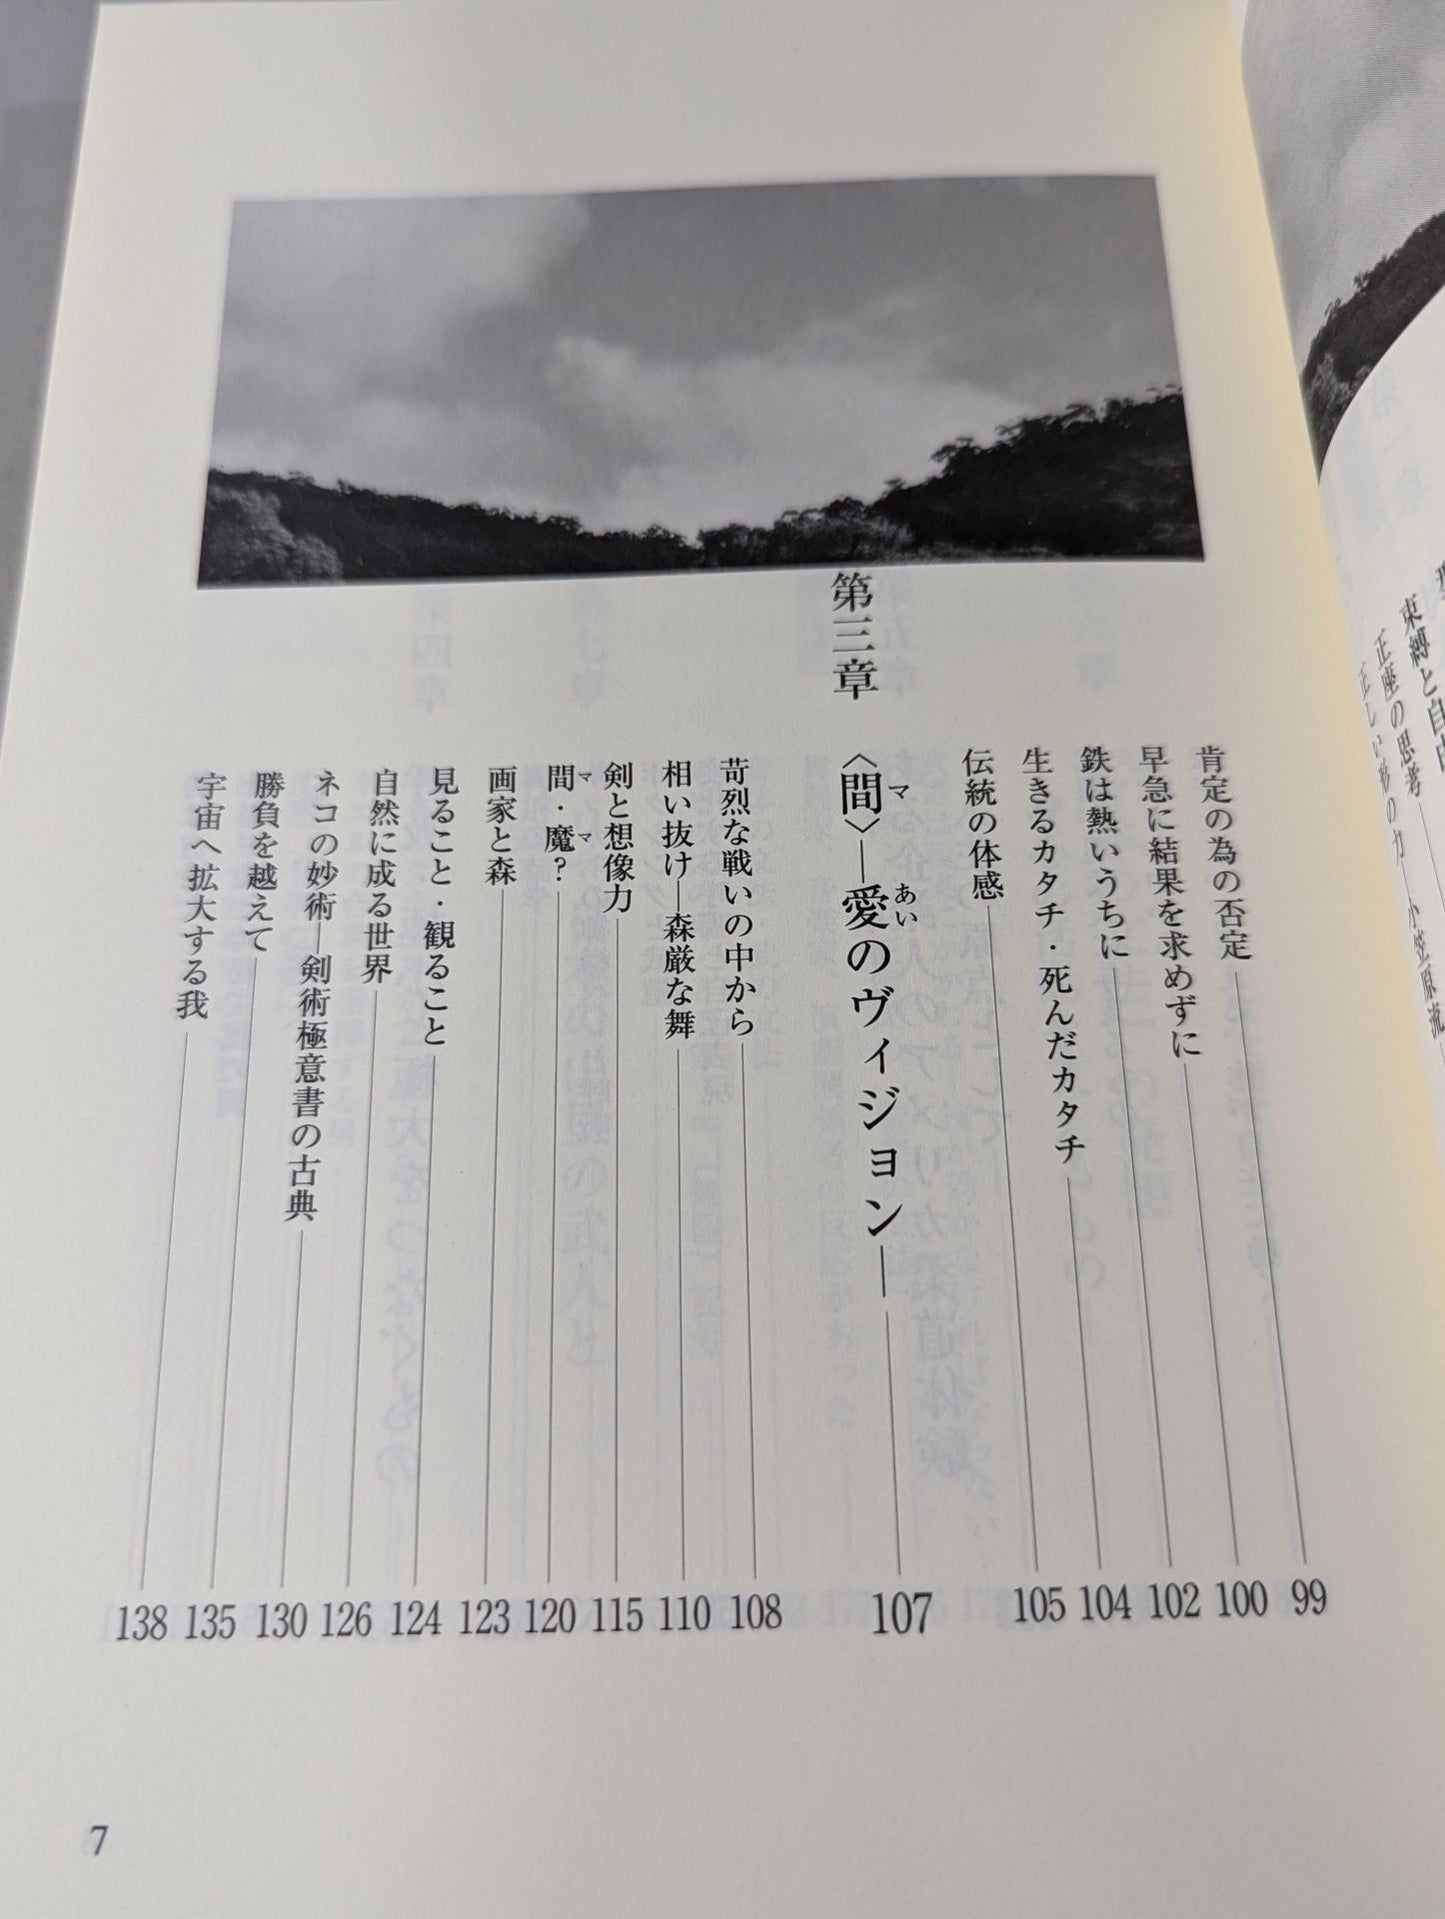 束縛と自由
正座の思考
正しい形の力
小笠原流
肯定の為の否定 99
早急に結果を求めずに 100
鉄は熱いうちに 102
生きるカタチ・死んだカタチ 104
伝統の体感 105
第三章 〈間〉―愛のヴィジョン― 107
マ
あい
苛烈な戦いの中から 108
相い抜け―森厳な舞 110
剣と想像力 115
間・魔? 120
マ マ
画家と森 123
見ること・観ること 124
自然に成る世界 126
ネコの妙術―剣術極意書の古典 130
勝負を越えて 135
宇宙へ拡大する我 138
7